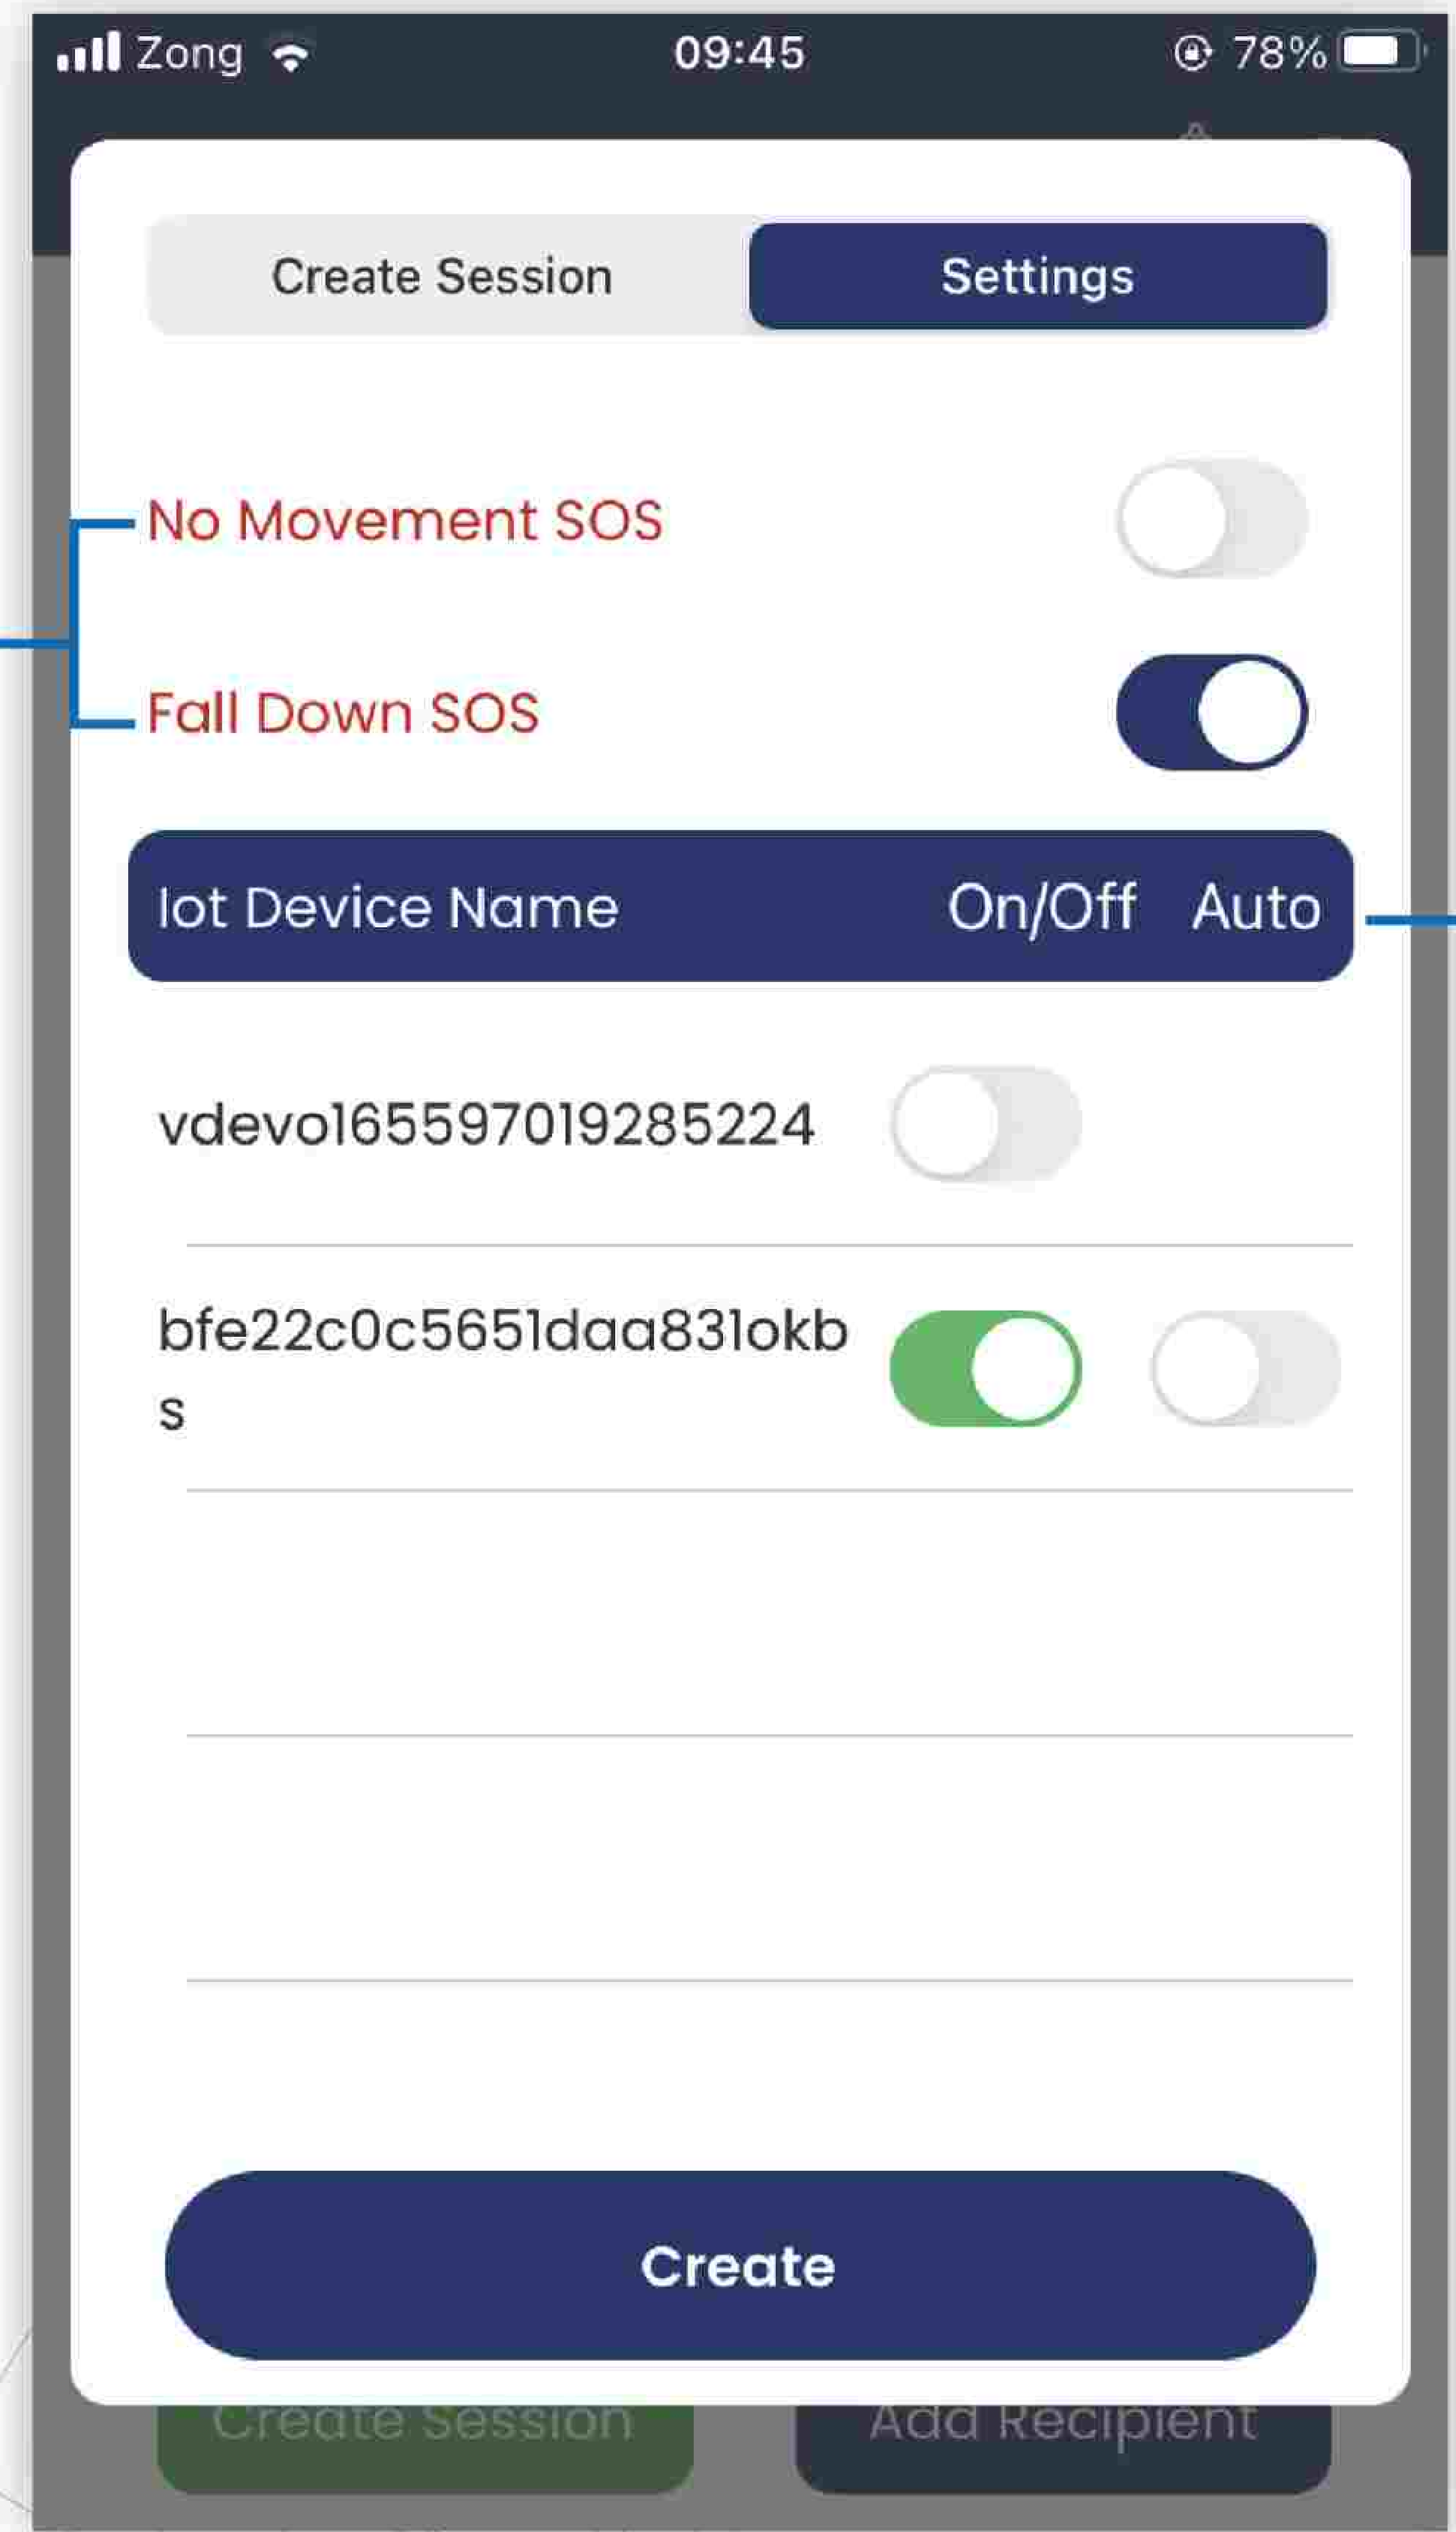 Zong 09:45 78%
Create Session Settings
No Movement SOS
Fall Down SOS
Iot Device Name On/Off Auto
vdevo165597019285224
bfe22c0c5651daa831okb
s
Create
Create Session Add Recipient